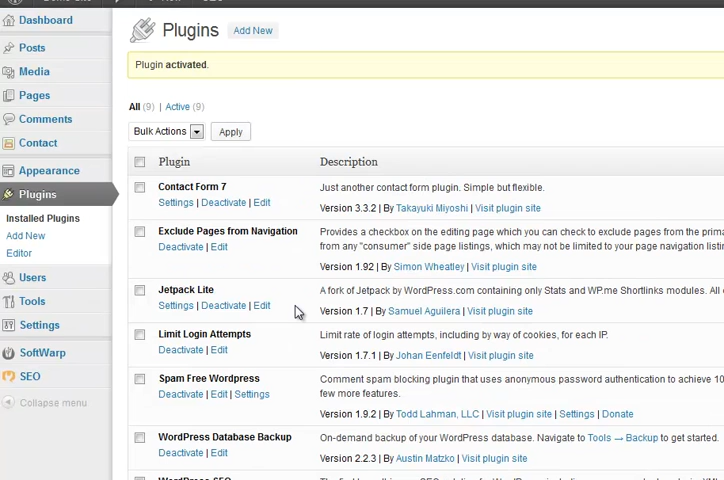 Dashboard
Posts
Media
Pages
Comments
Contact
Appearance
Plugins
Installed Plugins
Add New
Editor
Users
Tools
Settings
SoftWarp
SEO
Collapse menu
Plugins Add New
Plugin activated.
All (9) | Active (9)
Bulk Actions Apply
Plugin Description
Contact Form 7 Just another contact form plugin. Simple but flexible.
Settings | Deactivate | Edit Version 3.3.2 | By Takayuki Miyoshi | Visit plugin site
Exclude Pages from Navigation Provides a checkbox on the editing page which you can check to exclude pages from the prima
Deactivate | Edit from any "consumer" side page listings, which may not be limited to your page navigation listin
Version 1.92 | By Simon Wheatley | Visit plugin site
Jetpack Lite A fork of Jetpack by WordPress.com containing only Stats and WP.me Shortlinks modules. All c
Settings | Deactivate | Edit Version 1.7 | By Samuel Aguilera | Visit plugin site
Limit Login Attempts Limit rate of login attempts, including by way of cookies, for each IP.
Deactivate | Edit Version 1.7.1 | By Johan Eenfeldt | Visit plugin site
Spam Free Wordpress Comment spam blocking plugin that uses anonymous password authentication to achieve 10
Deactivate | Edit | Settings few more features.
Version 1.9.2 | By Todd Lahman, LLC | Visit plugin site | Settings | Donate
WordPress Database Backup On-demand backup of your WordPress database. Navigate to Tools → Backup to get started.
Deactivate | Edit Version 2.2.3 | By Austin Matzko | Visit plugin site